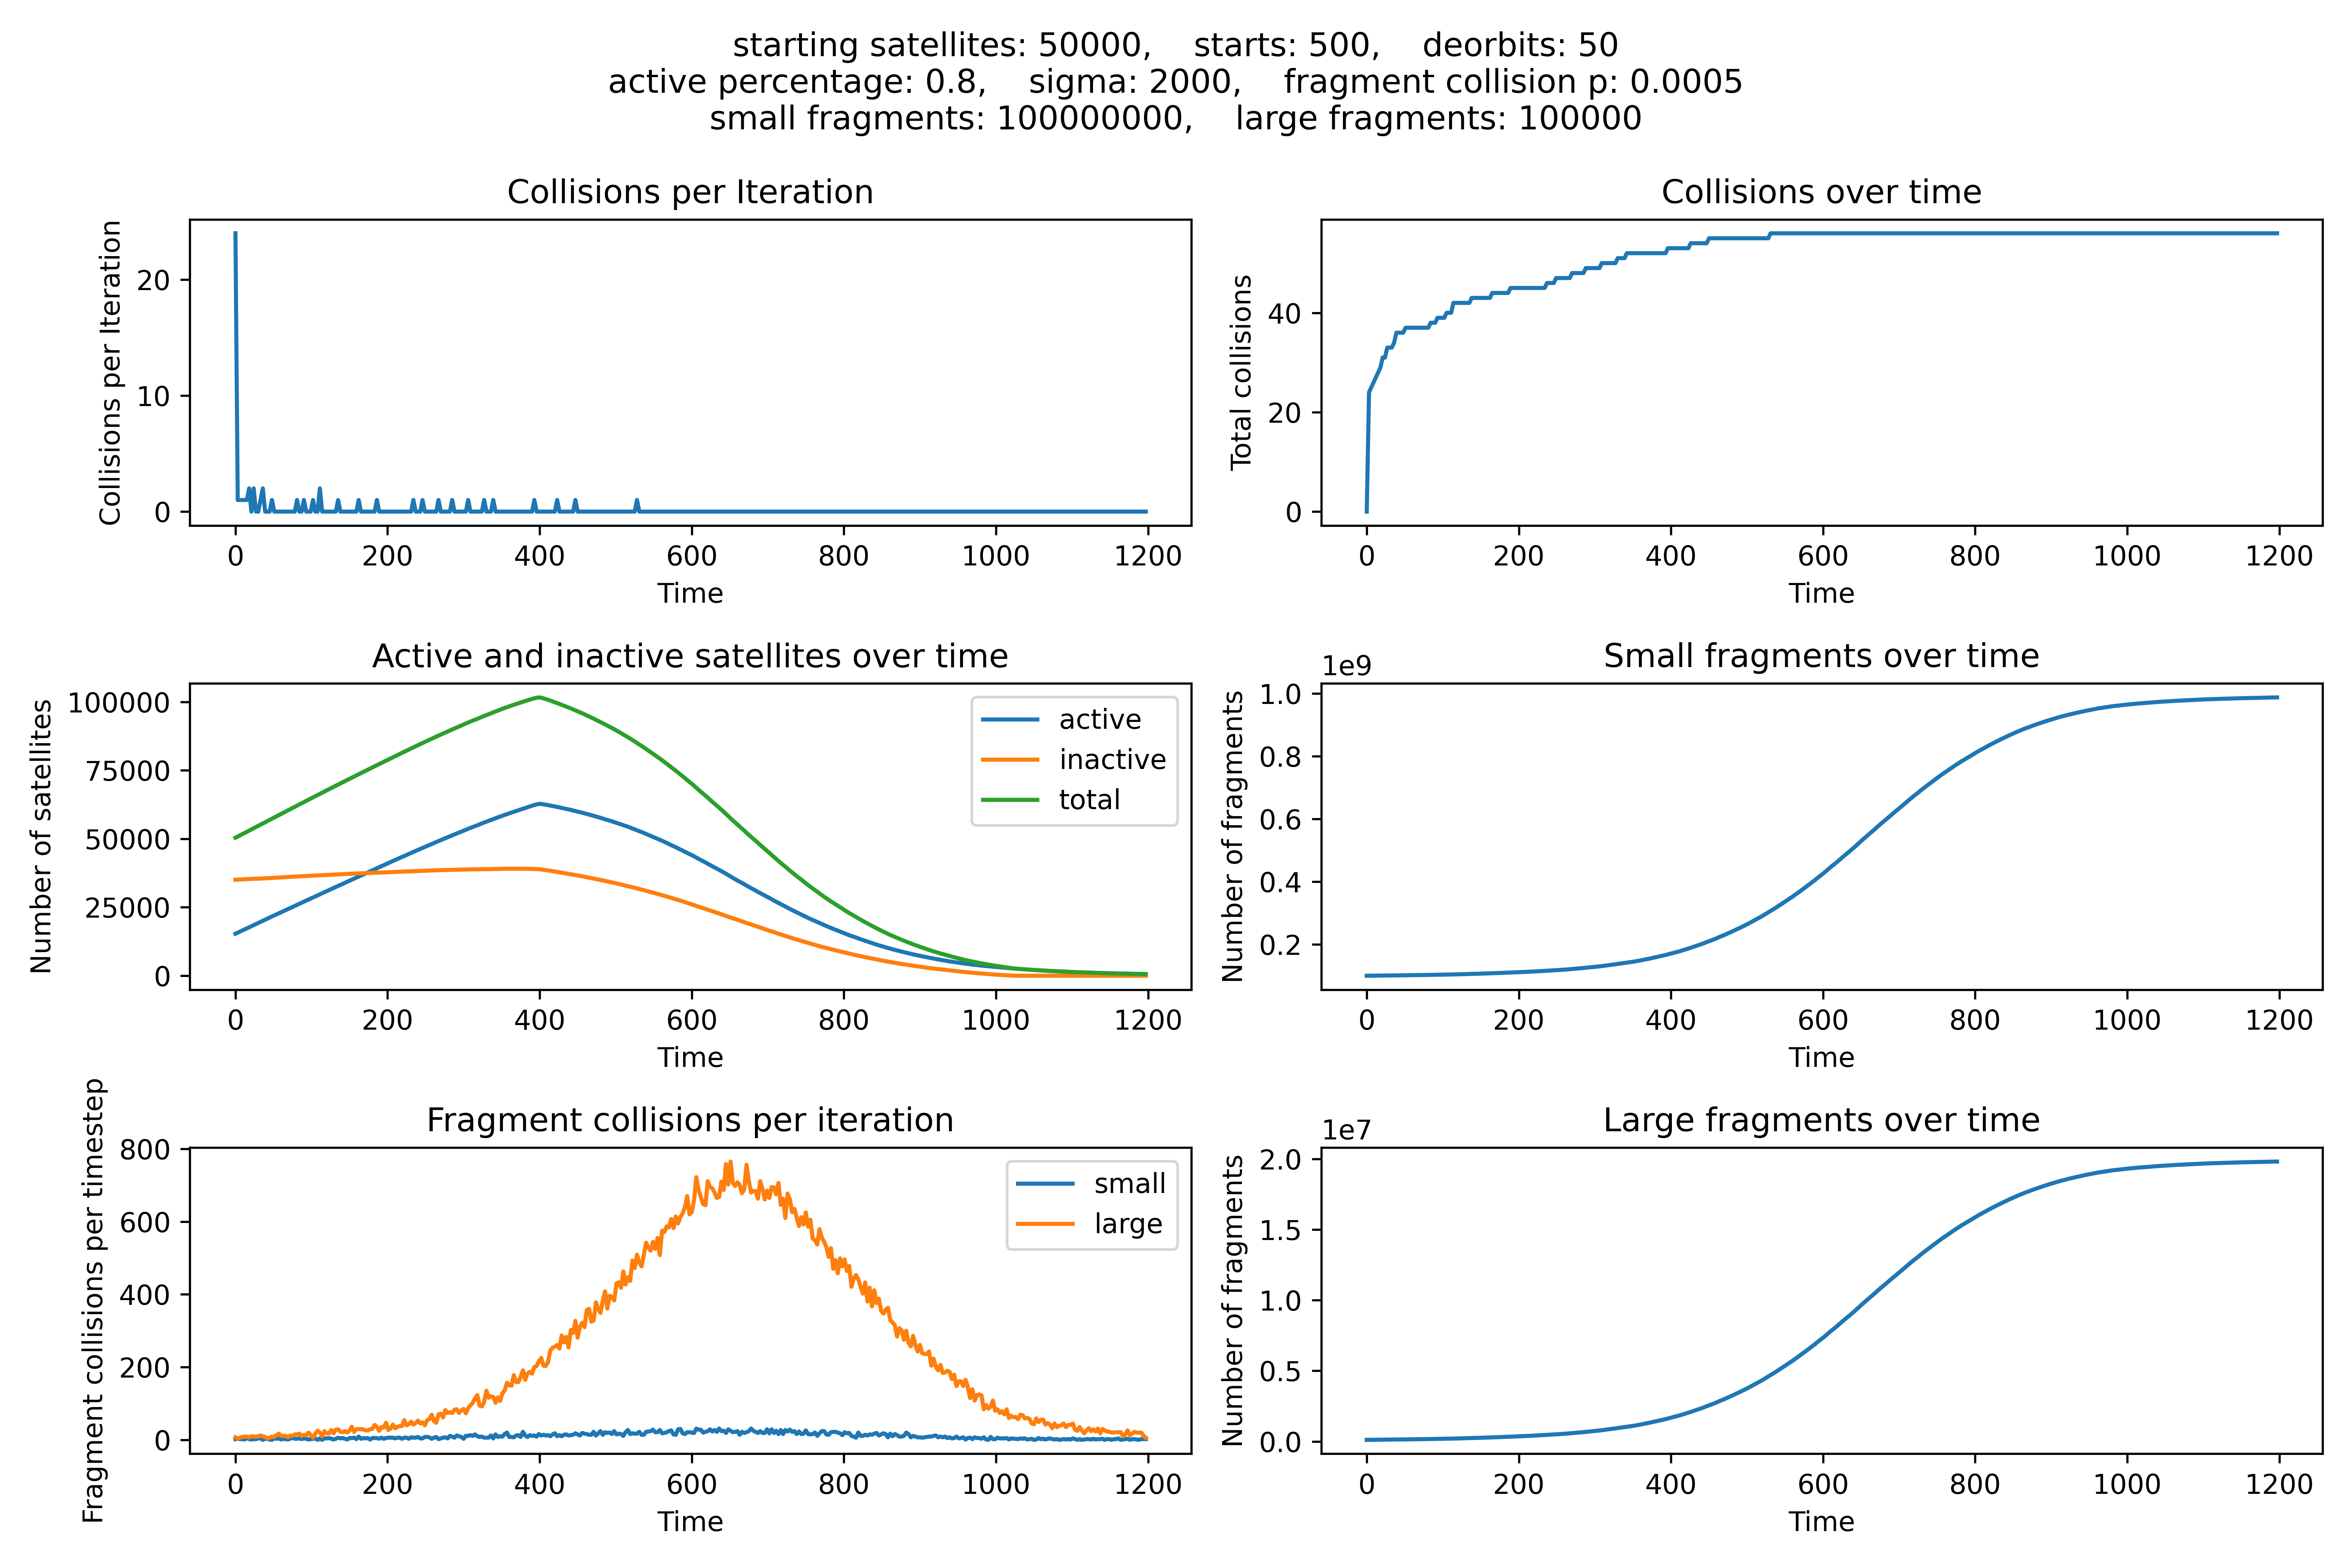 starting satellites: 50000,    starts: 500,    deorbits: 50
active percentage: 0.8,    sigma: 2000,    fragment collision p: 0.0005
small fragments: 100000000,    large fragments: 100000
Collisions per Iteration
Collisions per Iteration
20
10
0
0 200 400 600 800 1000 1200
Time
Collisions over time
Total collisions
40
20
0
0 200 400 600 800 1000 1200
Time
Active and inactive satellites over time
Number of satellites
100000
75000
50000
25000
0
active
inactive
total
0 200 400 600 800 1000 1200
Time
Small fragments over time
1e9
Number of fragments
1.0
0.8
0.6
0.4
0.2
0 200 400 600 800 1000 1200
Time
Fragment collisions per iteration
Fragment collisions per timestep
800
600
400
200
0
small
large
0 200 400 600 800 1000 1200
Time
Large fragments over time
1e7
Number of fragments
2.0
1.5
1.0
0.5
0.0
0 200 400 600 800 1000 1200
Time